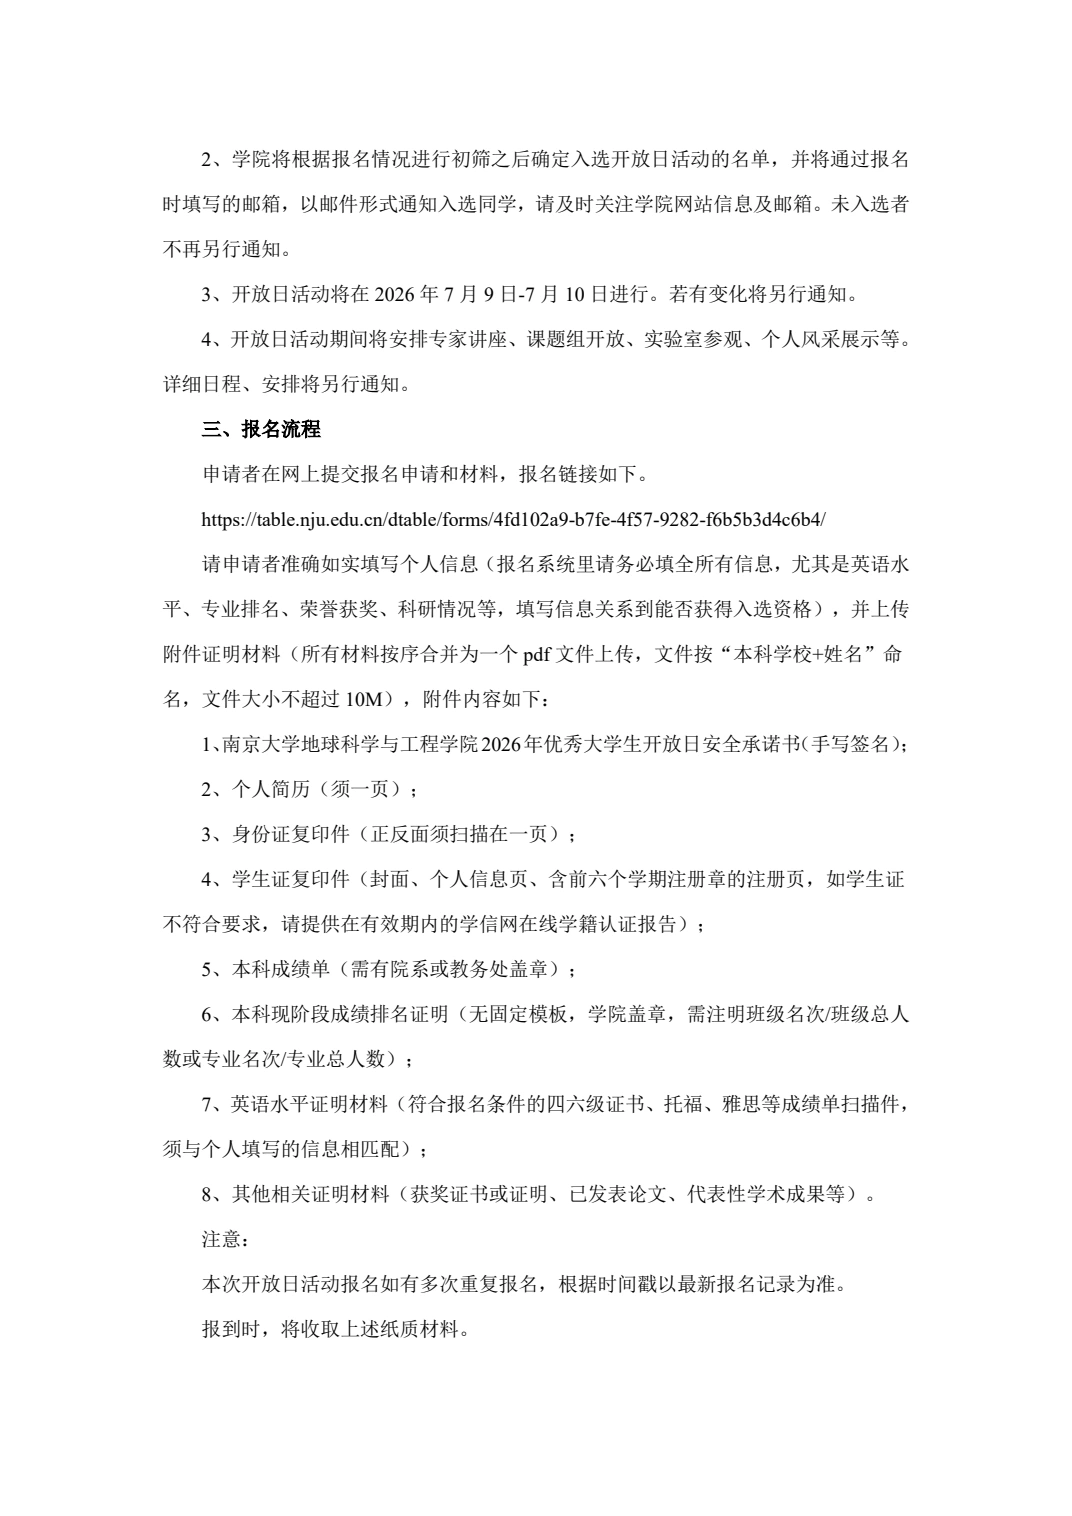 2、学院将根据报名情况进行初筛之后确定入选开放日活动的名单，并将通过报名
时填写的邮箱，以邮件形式通知入选同学，请及时关注学院网站信息及邮箱。未入选者
不再另行通知。
3、开放日活动将在 2026 年 7 月 9 日-7 月 10 日进行。若有变化将另行通知。
4、开放日活动期间将安排专家讲座、课题组开放、实验室参观、个人风采展示等。
详细日程、安排将另行通知。
三、报名流程
申请者在网上提交报名申请和材料，报名链接如下。
https://table.nju.edu.cn/dtable/forms/4fd102a9-b7fe-4f57-9282-f6b5b3d4c6b4/
请申请者准确如实填写个人信息（报名系统里请务必填全所有信息，尤其是英语水
平、专业排名、荣誉获奖、科研情况等，填写信息关系到能否获得入选资格），并上传
附件证明材料（所有材料按序合并为一个 pdf 文件上传，文件按“本科学校+姓名”命
名，文件大小不超过 10M），附件内容如下：
1、南京大学地球科学与工程学院2026年优秀大学生开放日安全承诺书（手写签名）；
2、个人简历（须一页）；
3、身份证复印件（正反面须扫描在一页）；
4、学生证复印件（封面、个人信息页、含前六个学期注册章的注册页，如学生证
不符合要求，请提供在有效期内的学信网在线学籍认证报告）；
5、本科成绩单（需有院系或教务处盖章）；
6、本科现阶段成绩排名证明（无固定模板，学院盖章，需注明班级名次/班级总人
数或专业名次/专业总人数）；
7、英语水平证明材料（符合报名条件的四六级证书、托福、雅思等成绩单扫描件，
须与个人填写的信息相匹配）；
8、其他相关证明材料（获奖证书或证明、已发表论文、代表性学术成果等）。
注意：
本次开放日活动报名如有多次重复报名，根据时间戳以最新报名记录为准。
报到时，将收取上述纸质材料。